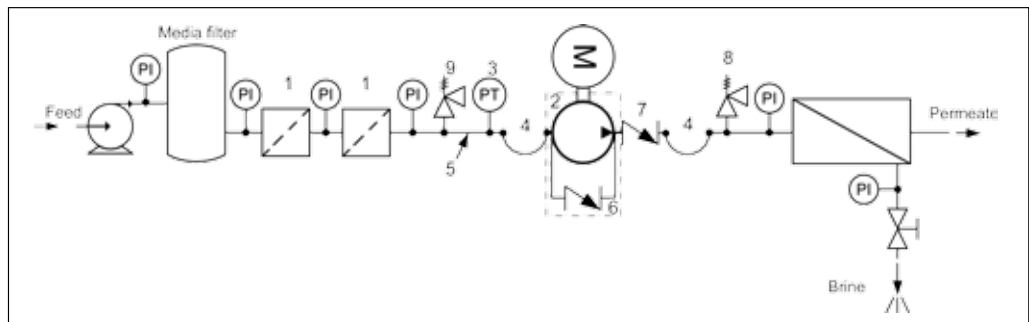 Media filter
Feed
PI
PI
1
PI
1
PI
9
3
PT
4
5
M
2
6
7
4
8
PI
Permeate
PI
Brine